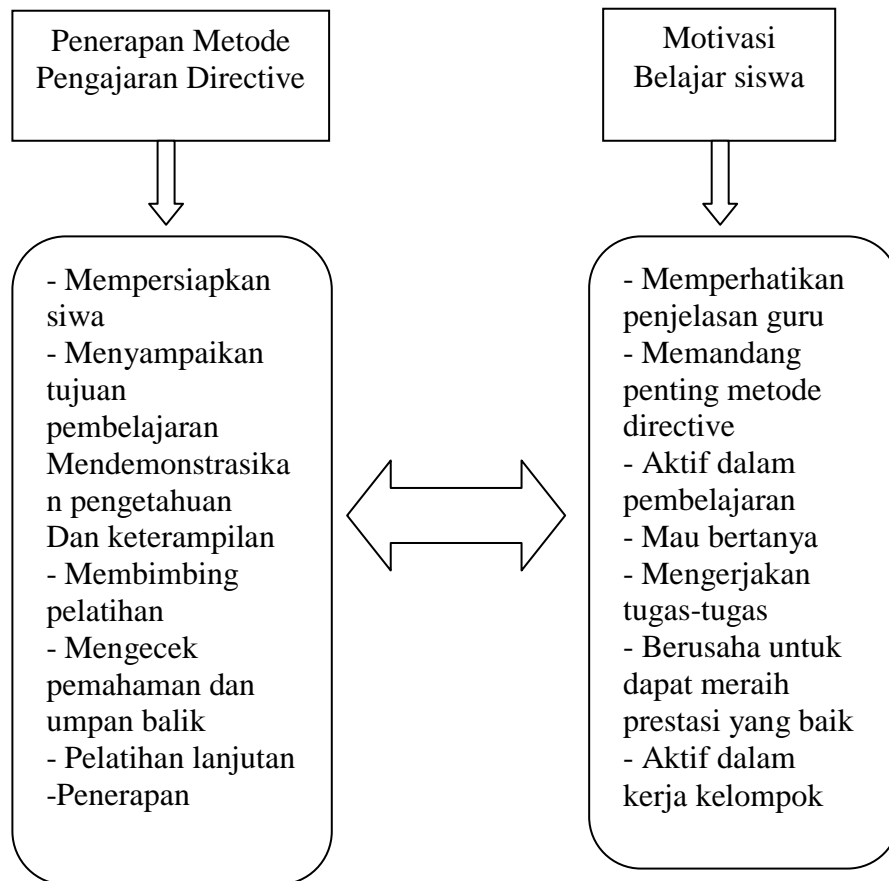 Penerapan Metode
Pengajaran Directive
Motivasi
Belajar siswa
- Mempersiapkan
siwa
- Menyampaikan
tujuan
pembelajaran
Mendemonstrasika
n pengetahuan
Dan keterampilan
- Membimbing
pelatihan
- Mengecek
pemahaman dan
umpan balik
- Pelatihan lanjutan
-Penerapan
- Memperhatikan
penjelasan guru
- Memandang
penting metode
directive
- Aktif dalam
pembelajaran
- Mau bertanya
- Mengerjakan
tugas-tugas
- Berusaha untuk
dapat meraih
prestasi yang baik
- Aktif dalam
kerja kelompok